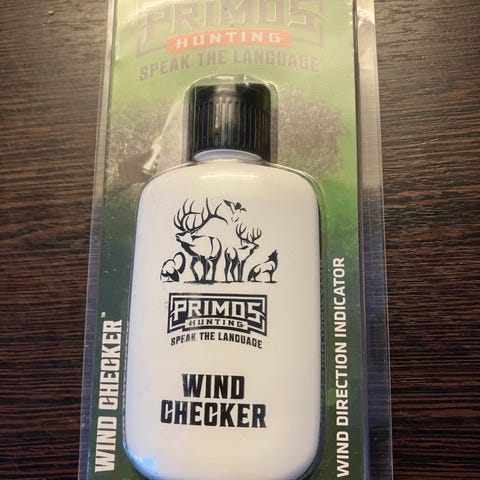 PRIMOS
HUNTING
SPEAK THE LANGUAGE
PRIMOS
HUNTING
SPEAK THE LANGUAGE
WIND
CHECKER
WIND CHECKER™
WIND DIRECTION INDICATOR